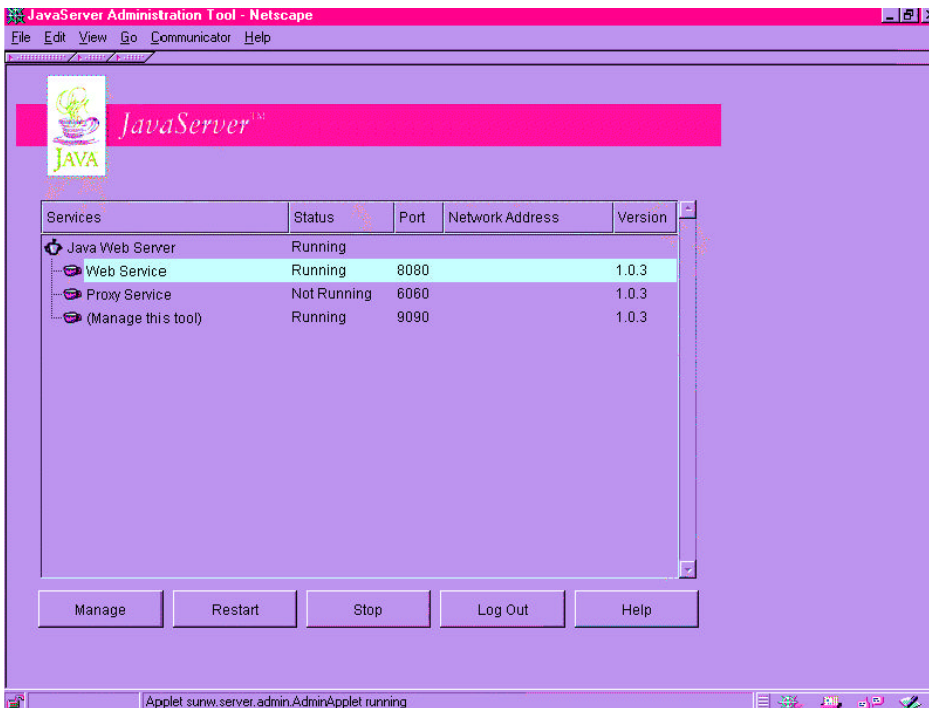 JavaServer Administration Tool - Netscape
File Edit View Go Communicator Help
JavaServer™
JAVA
Services Status Port Network Address Version
Java Web Server Running
Web Service Running 8080 1.0.3
Proxy Service Not Running 6060 1.0.3
(Manage this tool) Running 9090 1.0.3
Manage Restart Stop Log Out Help
Applet sunw.server.admin.AdminApplet running